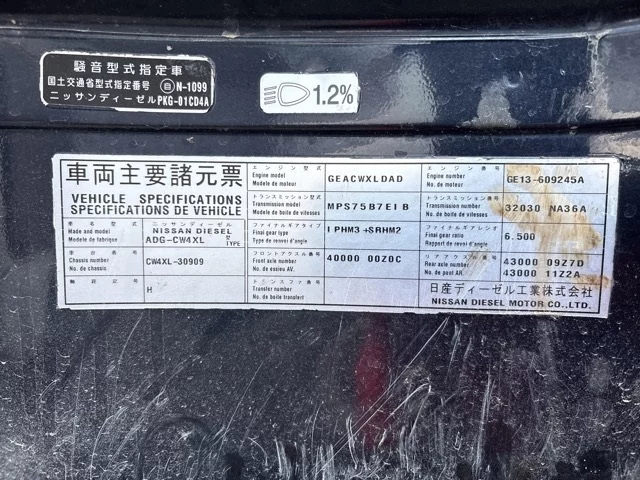 騒音型式指定車
国土交通省型式指定番号 自N-1099
ニッサンディーゼル PKG-01CD4A
1.2%
車両主要諸元票
VEHICLE SPECIFICATIONS
SPECIFICATIONS DE VEHICLE
車名 ニッサンディーゼル 型
Made and model NISSAN DIESEL 式
Modele de fabrique ADG-CW4XL TYPE
車台番号
Chassis number CW4XL-30909
No. de chassis
H
エンジン型式
Engine model GEACWXLDAD
Modele de moteur
トランスミッション型式
Transmission model MPS75B7E1B
Modele de boite de vitesses
ファイナルギアタイプ
Final gear type 1PHM3+SRHM2
Type de renvoi d'angle
フロントアクスル番号
Front axle number 40000 00Z0C
No. de essieu AV.
トランスファ番号
Transfer number
No. de boite transfert
エンジン番号
Engine number GE13-609245A
No. de moteur
トランスミッション番号
Transmission number 32030 NA36A
No. de boite de vitesses
ファイナルギアレシオ
Final gear ratio 6.500
Rap. de renvoi d'angle
リアアクスル番号
Rear axle number 43000 09Z7D
No. de pont AR. 43000 11Z2A
日産ディーゼル工業株式会社
NISSAN DIESEL MOTOR CO., LTD.